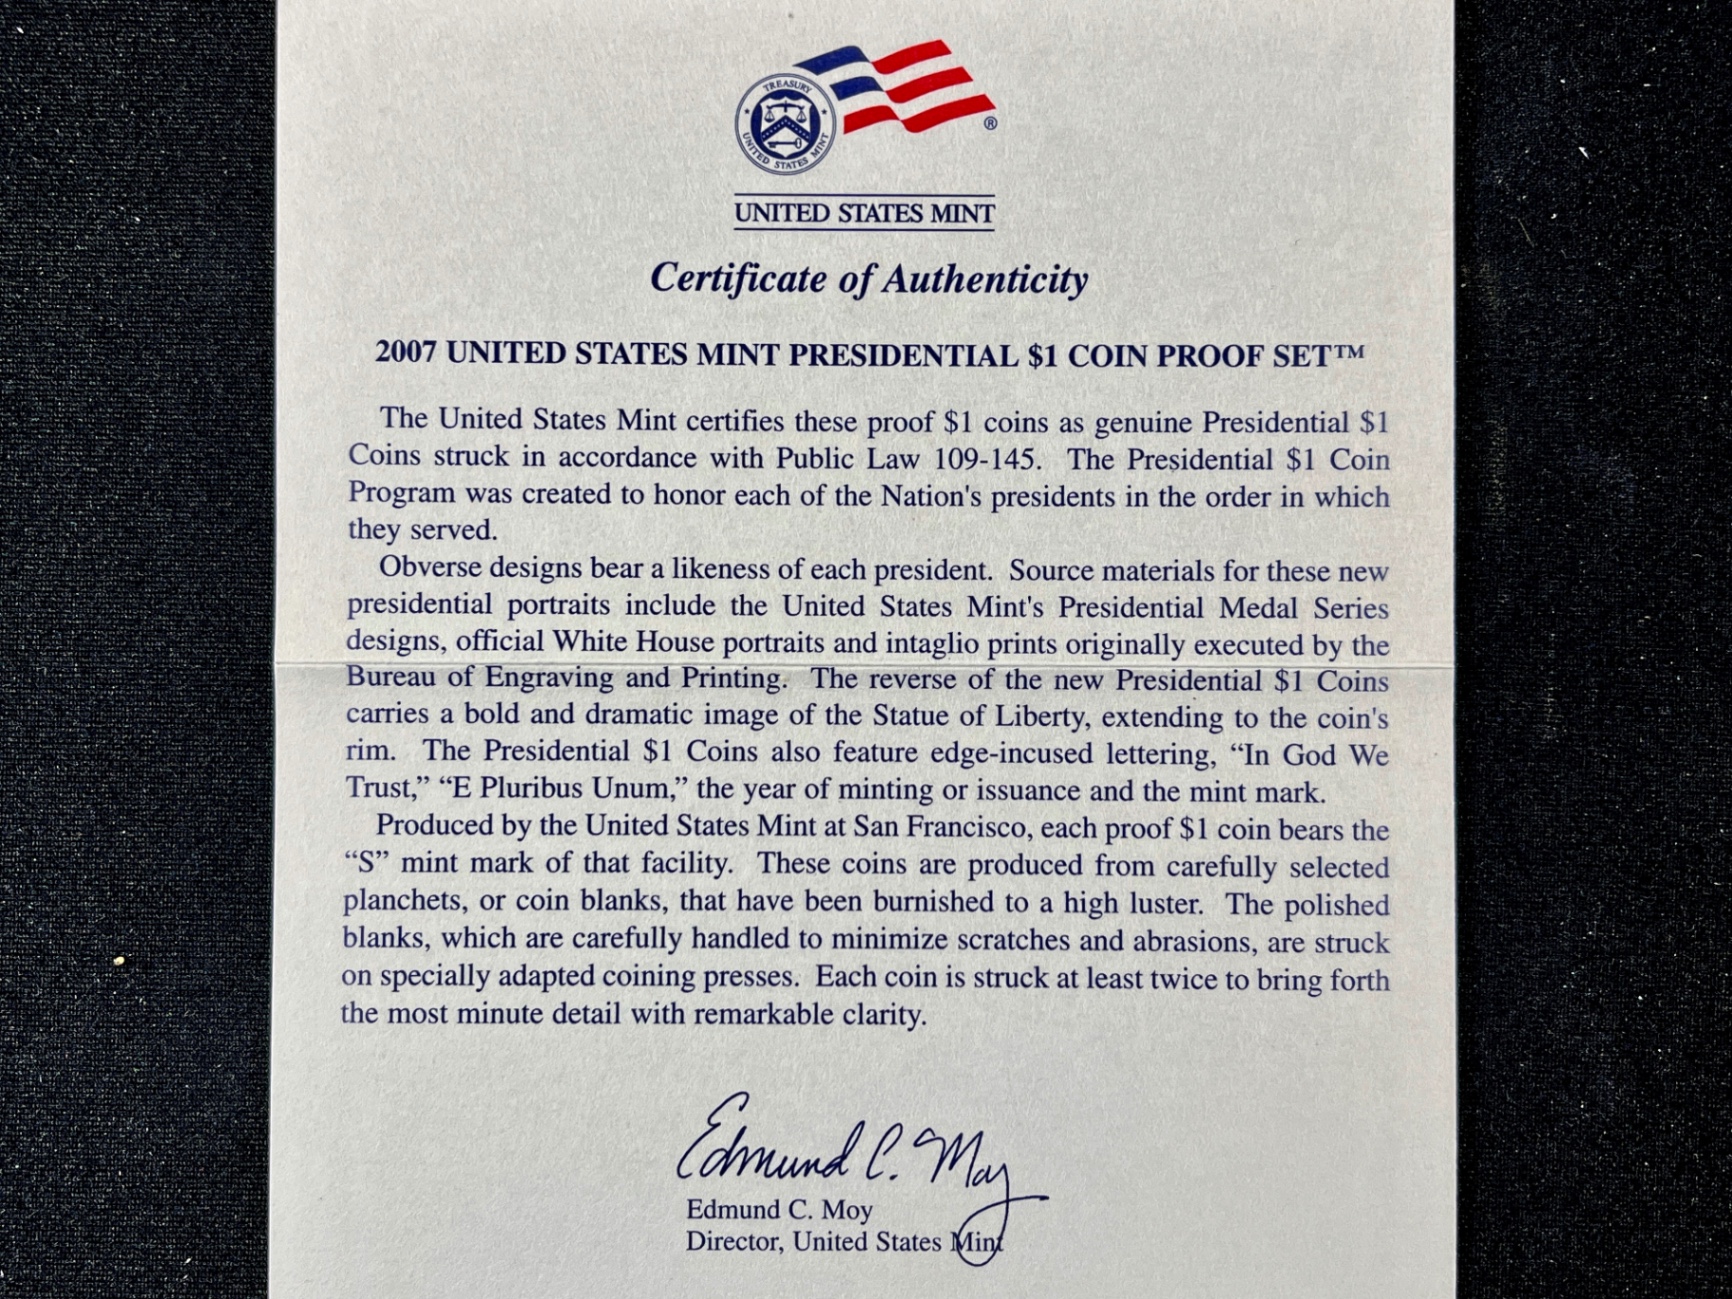 TREASURY
UNITED STATES MINT
®
UNITED STATES MINT
Certificate of Authenticity
2007 UNITED STATES MINT PRESIDENTIAL $1 COIN PROOF SET™
The United States Mint certifies these proof $1 coins as genuine Presidential $1
Coins struck in accordance with Public Law 109-145. The Presidential $1 Coin
Program was created to honor each of the Nation's presidents in the order in which
they served.
Obverse designs bear a likeness of each president. Source materials for these new
presidential portraits include the United States Mint's Presidential Medal Series
designs, official White House portraits and intaglio prints originally executed by the
Bureau of Engraving and Printing. The reverse of the new Presidential $1 Coins
carries a bold and dramatic image of the Statue of Liberty, extending to the coin's
rim. The Presidential $1 Coins also feature edge-incused lettering, “In God We
Trust,” “E Pluribus Unum,” the year of minting or issuance and the mint mark.
Produced by the United States Mint at San Francisco, each proof $1 coin bears the
“S” mint mark of that facility. These coins are produced from carefully selected
planchets, or coin blanks, that have been burnished to a high luster. The polished
blanks, which are carefully handled to minimize scratches and abrasions, are struck
on specially adapted coining presses. Each coin is struck at least twice to bring forth
the most minute detail with remarkable clarity.
Edmund C. Moy
Edmund C. Moy
Director, United States Mint